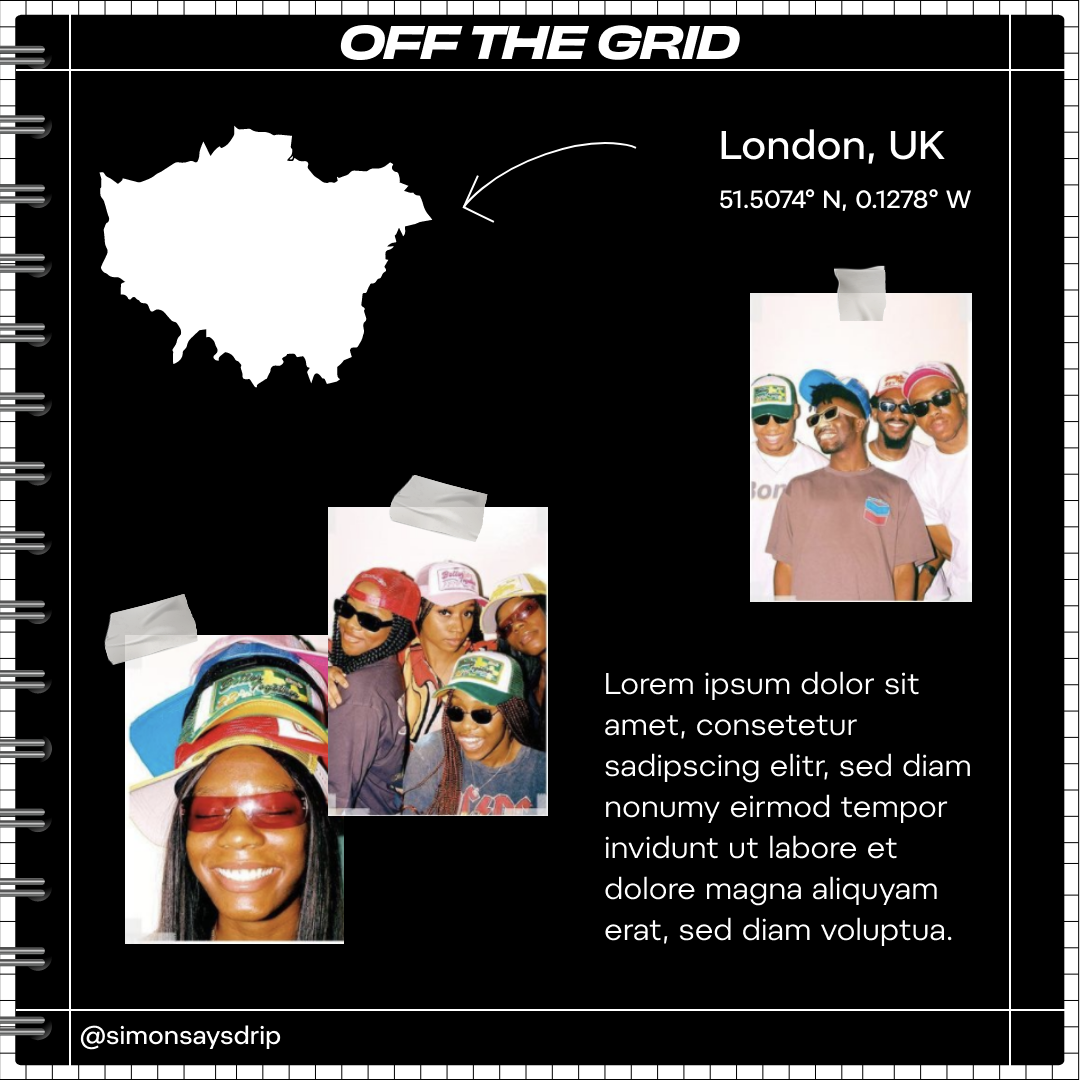 OFF THE GRID
London, UK
51.5074° N, 0.1278° W
Lorem ipsum dolor sit
amet, consetetur
sadipscing elitr, sed diam
nonumy eirmod tempor
invidunt ut labore et
dolore magna aliquyam
erat, sed diam voluptua.
@simonsaysdrip